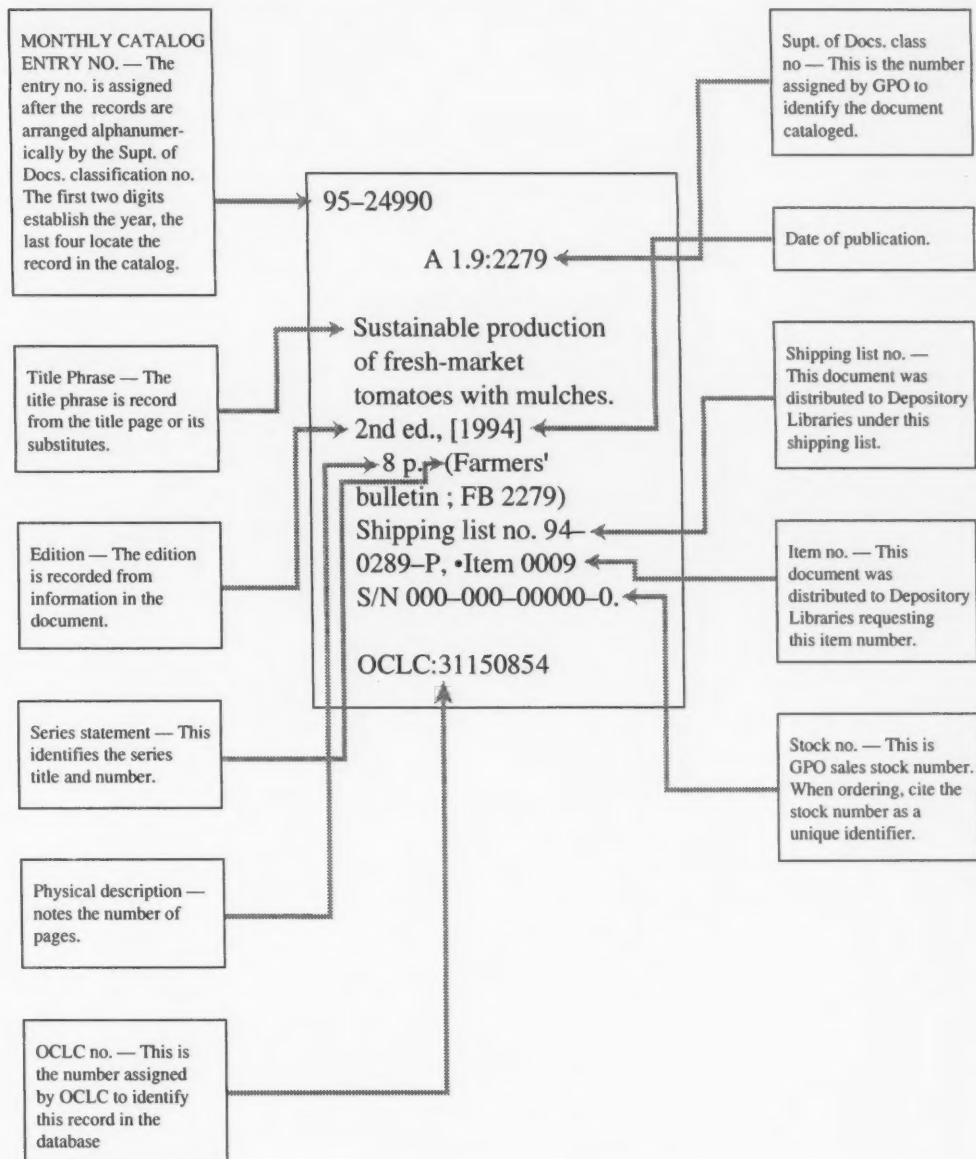 MONTHLY CATALOG
ENTRY NO. — The
entry no. is assigned
after the records are
arranged alphanumer-
ically by the Supt. of
Docs. classification no.
The first two digits
establish the year, the
last four locate the
record in the catalog.
Title Phrase — The
title phrase is record
from the title page or its
substitutes.
Edition — The edition
is recorded from
information in the
document.
Series statement — This
identifies the series
title and number.
Physical description —
notes the number of
pages.
OCLC no. — This is
the number assigned
by OCLC to identify
this record in the
database
95–24990
A 1.9:2279
Sustainable production
of fresh-market
tomatoes with mulches.
2nd ed., [1994]
8 p. (Farmers'
bulletin ; FB 2279)
Shipping list no. 94–
0289–P, •Item 0009
S/N 000–000–00000–0.
OCLC:31150854
Supt. of Docs. class
no — This is the number
assigned by GPO to
identify the document
cataloged.
Date of publication.
Shipping list no. —
This document was
distributed to Depository
Libraries under this
shipping list.
Item no. — This
document was
distributed to Depository
Libraries requesting
this item number.
Stock no. — This is
GPO sales stock number.
When ordering, cite the
stock number as a
unique identifier.